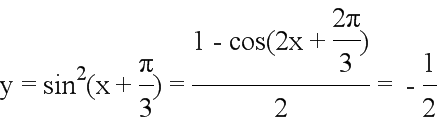 y = sin²(x + π/3) = (1 - cos(2x + 2π/3))/2 = - 1/2